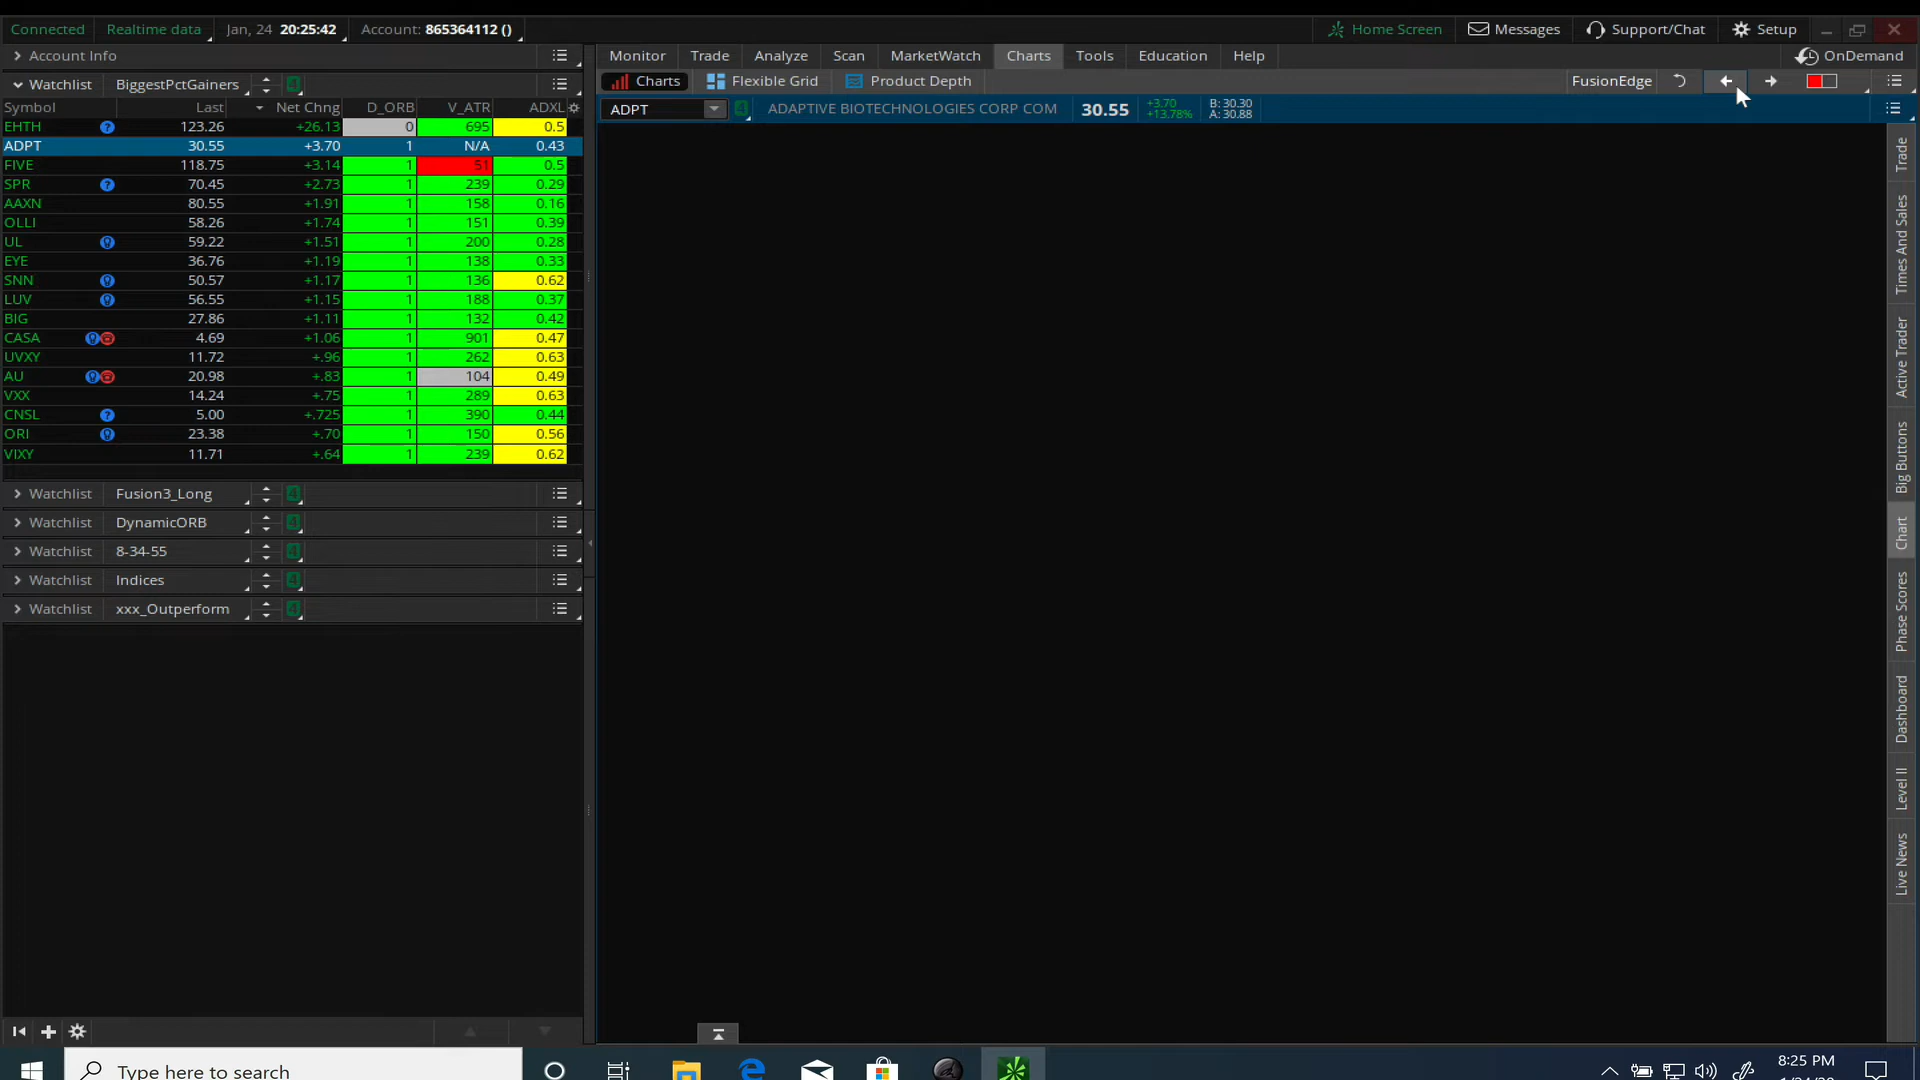 Connected Realtime data Jan, 24 20:25:42 Account: 865364112 () Home Screen Messages Support/Chat Setup
Account Info
Monitor Trade Analyze Scan MarketWatch Charts Tools Education Help OnDemand
Charts Flexible Grid Product Depth FusionEdge
Watchlist BiggestPctGainers 4
ADPT 4 ADAPTIVE BIOTECHNOLOGIES CORP COM 30.55 +3.70 B: 30.30
+13.78% A: 30.88
Symbol Last Net Chng D_ORB V_ATR ADXL
EHTH ? 123.26 +26.13 0 695 0.5
ADPT 30.55 +3.70 1 N/A 0.43
FIVE 118.75 +3.14 1 51 0.5
SPR ? 70.45 +2.73 1 239 0.29
AAXN 80.55 +1.91 1 158 0.16
OLLI 58.26 +1.74 1 151 0.39
UL 59.22 +1.51 1 200 0.28
EYE 36.76 +1.19 1 138 0.33
SNN 50.57 +1.17 1 136 0.62
LUV 56.55 +1.15 1 188 0.37
BIG 27.86 +1.11 1 132 0.42
CASA 4.69 +1.06 1 901 0.47
UVXY 11.72 +.96 1 262 0.63
AU 20.98 +.83 1 104 0.49
VXX 14.24 +.75 1 289 0.63
CNSL ? 5.00 +.725 1 390 0.44
ORI 23.38 +.70 1 150 0.56
VIXY 11.71 +.64 1 239 0.62
Watchlist Fusion3_Long 4
Watchlist DynamicORB 4
Watchlist 8-34-55 4
Watchlist Indices 4
Watchlist xxx_Outperform 4
Trade
Times And Sales
Active Trader
Big Buttons
Chart
Phase Scores
Dashboard
Level II
Live News
Type here to search
8:25 PM